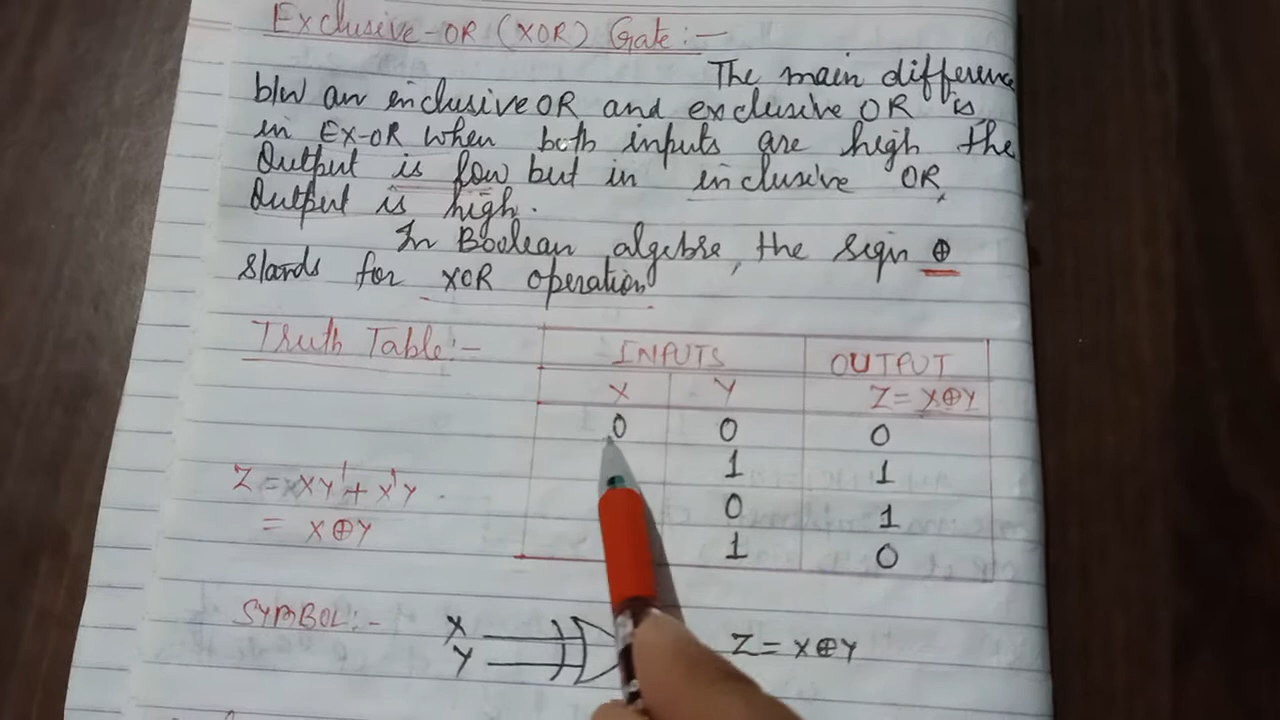 Exclusive-OR (XOR) Gate:-
The main difference
b/w an inclusive OR and exclusive OR is
in EX-OR when both inputs are high the
Output is low but in inclusive OR,
Output is high.
In Boolean algebre, the sign ⊕
stands for XOR operation
Truth Table:-
INPUTS OUTPUT
X Y Z = X⊕Y
0 0 0
1 1
0 1
1 0
Z = XY' + X'Y
= X⊕Y
SYMBOL:-
X
Y
Z = X⊕Y